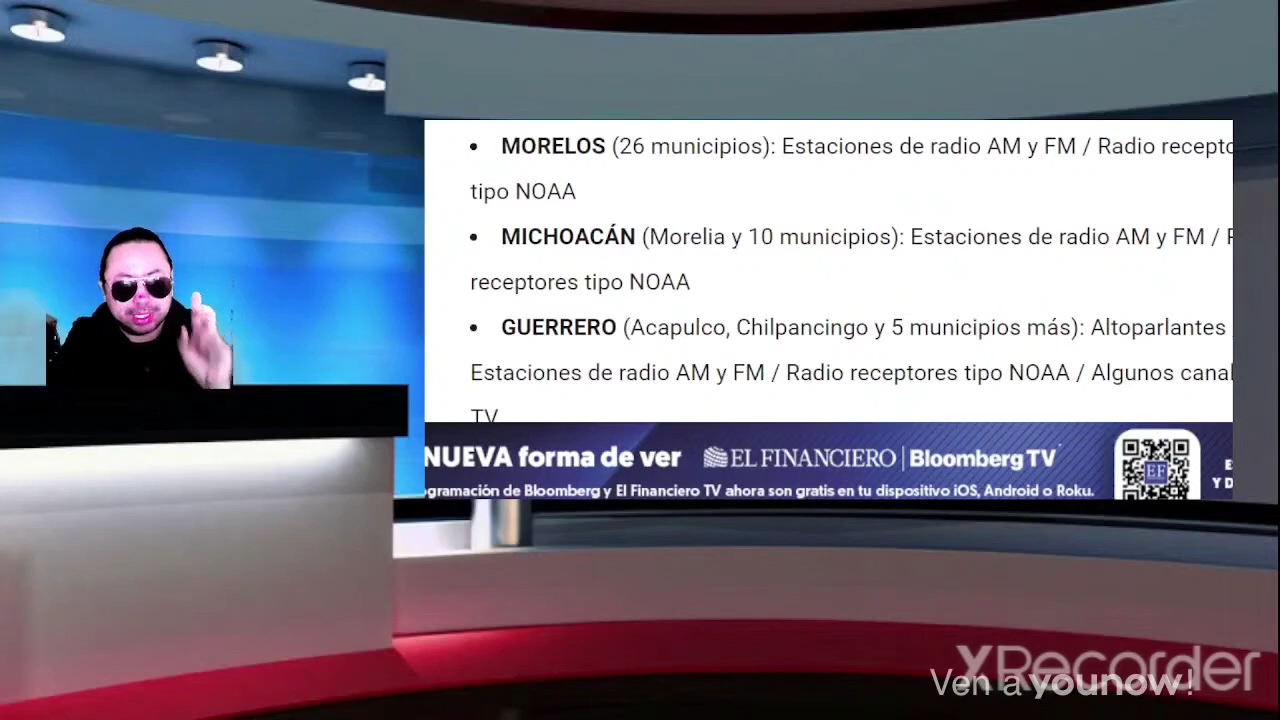 MORELOS (26 municipios): Estaciones de radio AM y FM / Radio recepto
tipo NOAA
MICHOACÁN (Morelia y 10 municipios): Estaciones de radio AM y FM /
receptores tipo NOAA
GUERRERO (Acapulco, Chilpancingo y 5 municipios más): Altoparlantes
Estaciones de radio AM y FM / Radio receptores tipo NOAA / Algunos canal
TV
NUEVA forma de ver EL FINANCIERO | Bloomberg TV
ogramación de Bloomberg y El Financiero TV ahora son gratis en tu dispositivo iOS, Android o Roku.
EF
Y D
XRecorder
Ven a younow!